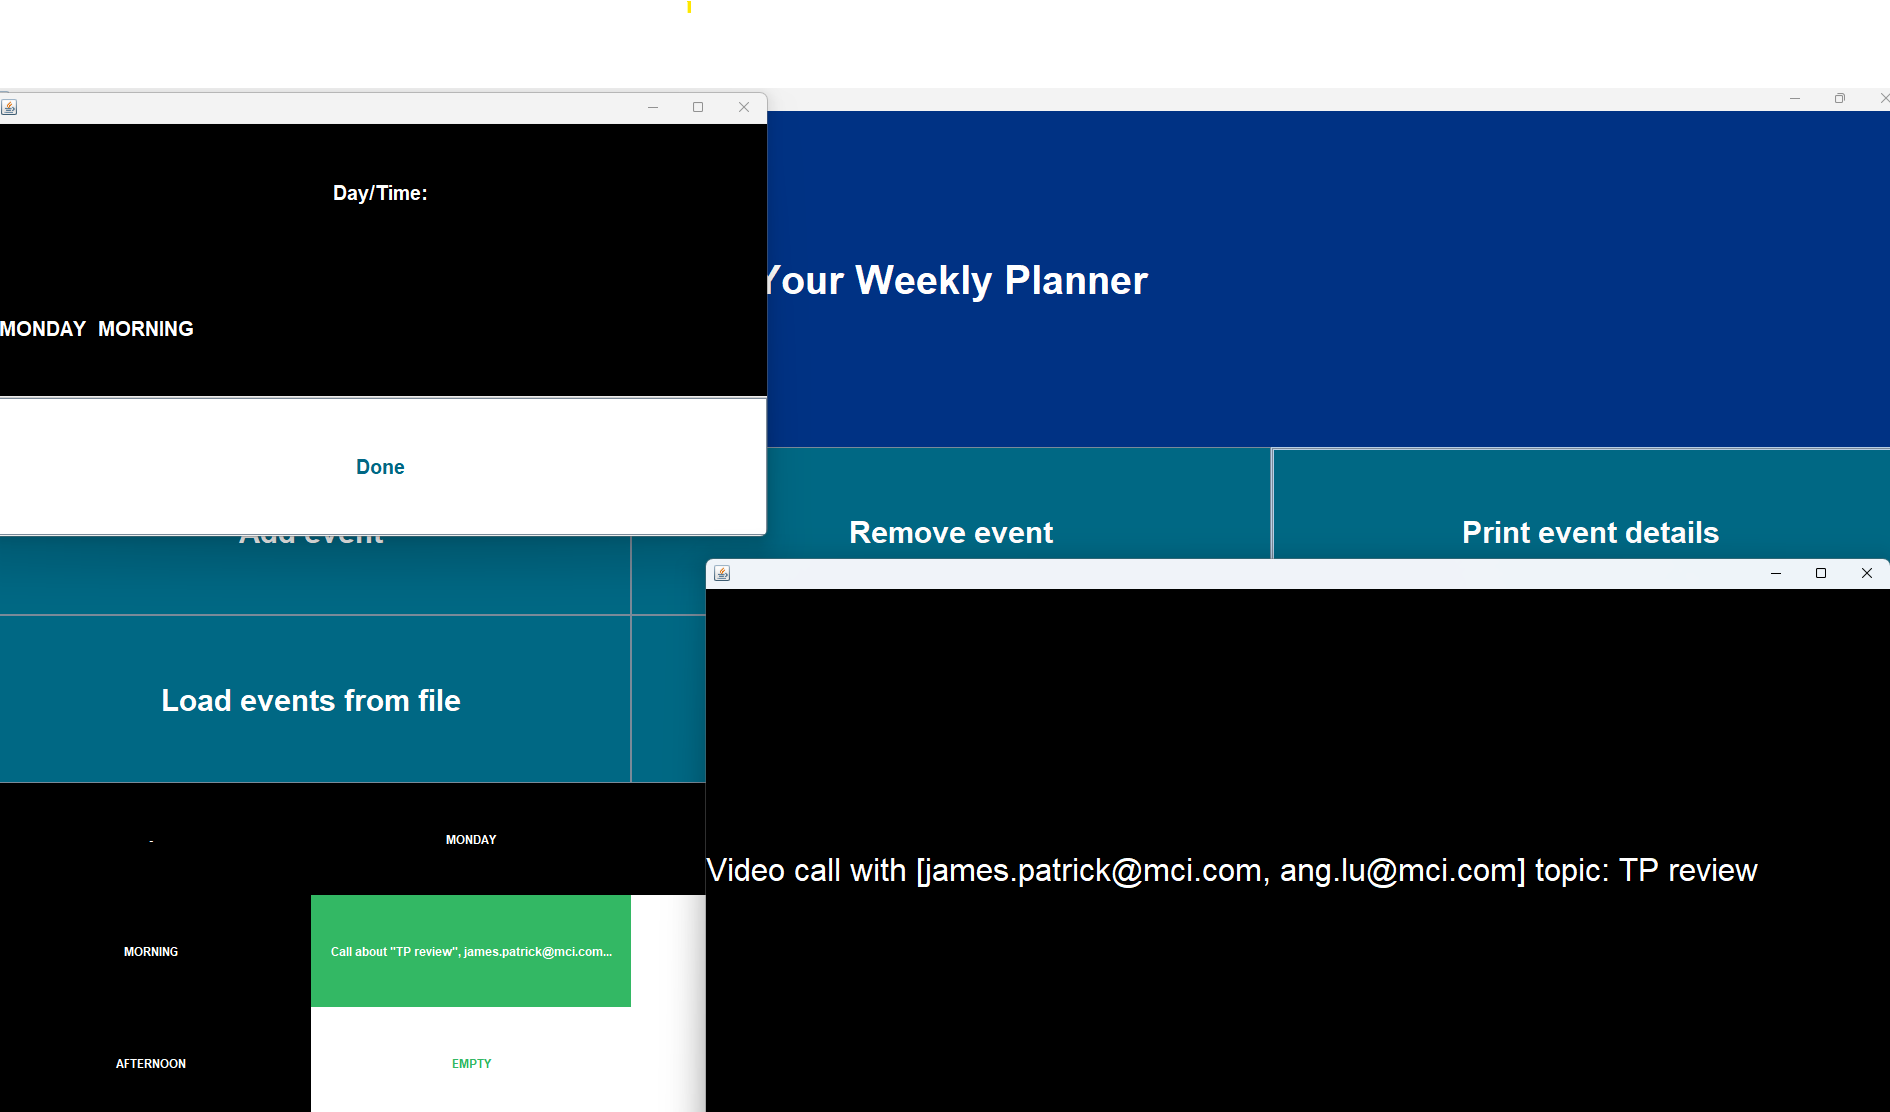 Day/Time:
MONDAY MORNING
Done
Your Weekly Planner
Add event
Remove event
Print event details
Load events from file
Video call with [james.patrick@mci.com, ang.lu@mci.com] topic: TP review
- MONDAY
MORNING Call about "TP review", james.patrick@mci.com...
AFTERNOON EMPTY